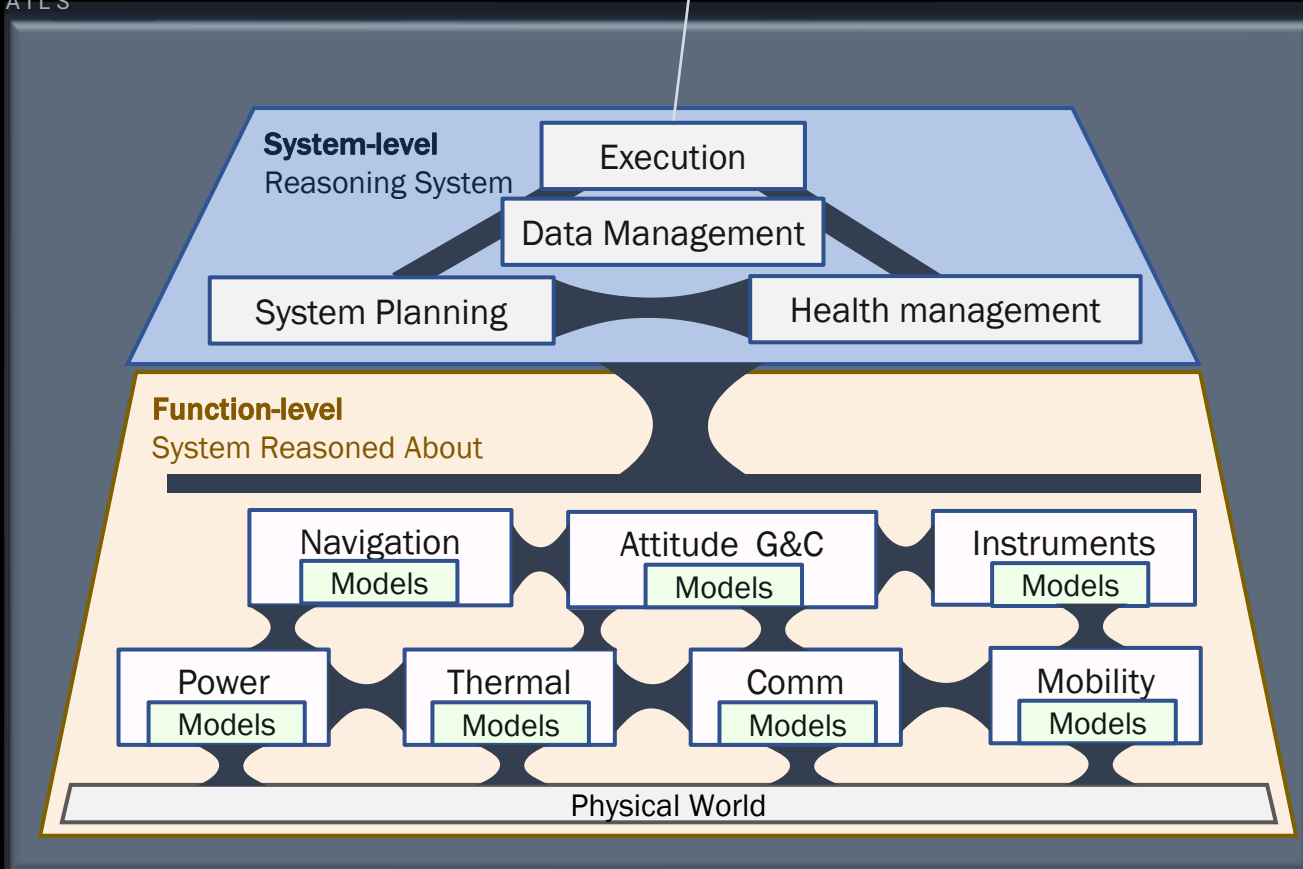 System-level
Reasoning System
Execution
Data Management
System Planning
Health management
Function-level
System Reasoned About
Navigation
Models
Attitude G&C
Models
Instruments
Models
Power
Models
Thermal
Models
Comm
Models
Mobility
Models
Physical World